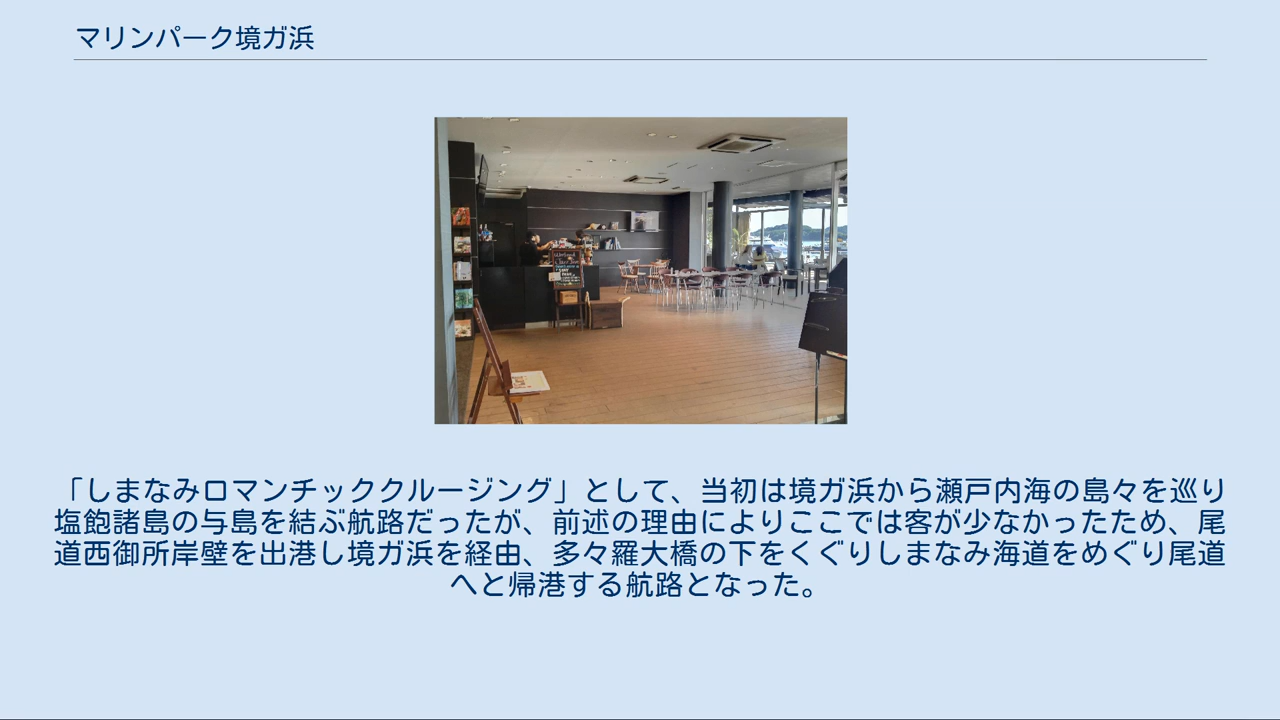 マリンパーク境ガ浜
「しまなみロマンチッククルージング」として、当初は境ガ浜から瀬戸内海の島々を巡り
塩飽諸島の与島を結ぶ航路だったが、前述の理由によりここでは客が少なかったため、尾
道西御所岸壁を出港し境ガ浜を経由、多々羅大橋の下をくぐりしまなみ海道をめぐり尾道
へと帰港する航路となった。